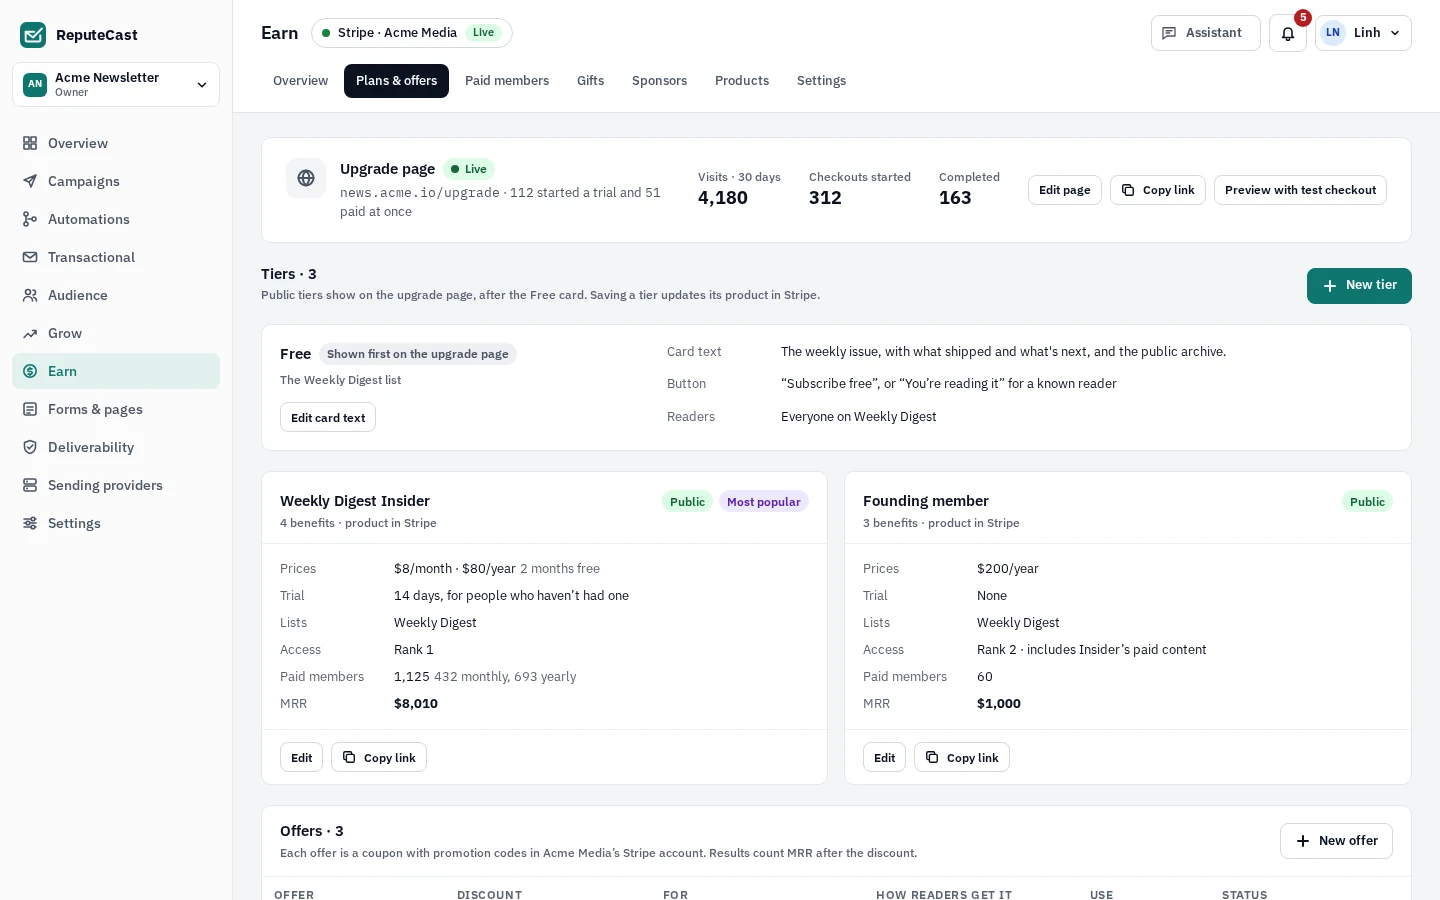 ReputeCast
AN
Acme Newsletter
Owner
Overview
Campaigns
Automations
Transactional
Audience
Grow
Earn
Forms & pages
Deliverability
Sending providers
Settings
Earn
Stripe · Acme Media
Live
Assistant
5
LN
Linh
Overview
Plans & offers
Paid members
Gifts
Sponsors
Products
Settings
Upgrade page
Live
news.acme.io/upgrade · 112 started a trial and 51
paid at once
Visits · 30 days
4,180
Checkouts started
312
Completed
163
Edit page
Copy link
Preview with test checkout
Tiers · 3
Public tiers show on the upgrade page, after the Free card. Saving a tier updates its product in Stripe.
New tier
Free
Shown first on the upgrade page
The Weekly Digest list
Edit card text
Card text
The weekly issue, with what shipped and what's next, and the public archive.
Button
“Subscribe free”, or “You’re reading it” for a known reader
Readers
Everyone on Weekly Digest
Weekly Digest Insider
Public
Most popular
4 benefits · product in Stripe
Prices
$8/month · $80/year 2 months free
Trial
14 days, for people who haven’t had one
Lists
Weekly Digest
Access
Rank 1
Paid members
1,125 432 monthly, 693 yearly
MRR
$8,010
Edit
Copy link
Founding member
Public
3 benefits · product in Stripe
Prices
$200/year
Trial
None
Lists
Weekly Digest
Access
Rank 2 · includes Insider’s paid content
Paid members
60
MRR
$1,000
Edit
Copy link
Offers · 3
Each offer is a coupon with promotion codes in Acme Media’s Stripe account. Results count MRR after the discount.
New offer
OFFER
DISCOUNT
FOR
HOW READERS GET IT
USE
STATUS